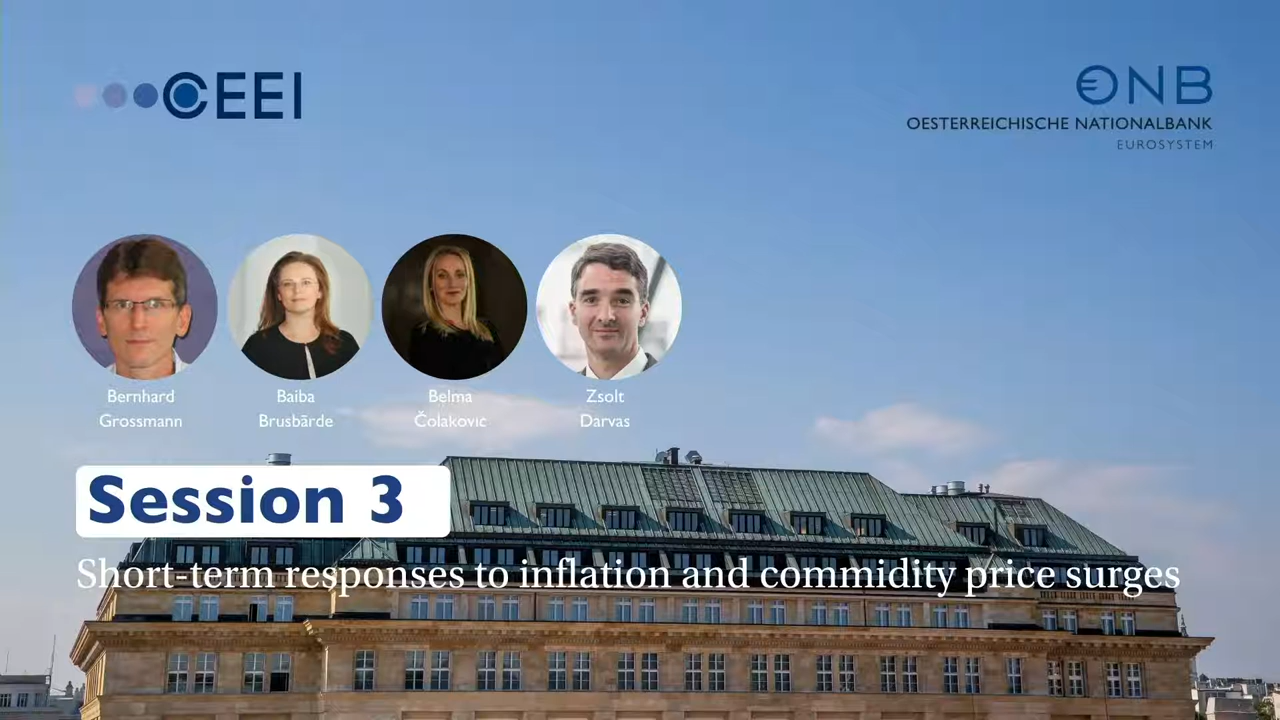 CEEI
€NB
OESTERREICHISCHE NATIONALBANK
EUROSYSTEM
Bernhard
Grossmann
Baiba
Brusbārde
Belma
Čolakovic
Zsolt
Darvas
Session 3
Short-term responses to inflation and commidity price surges